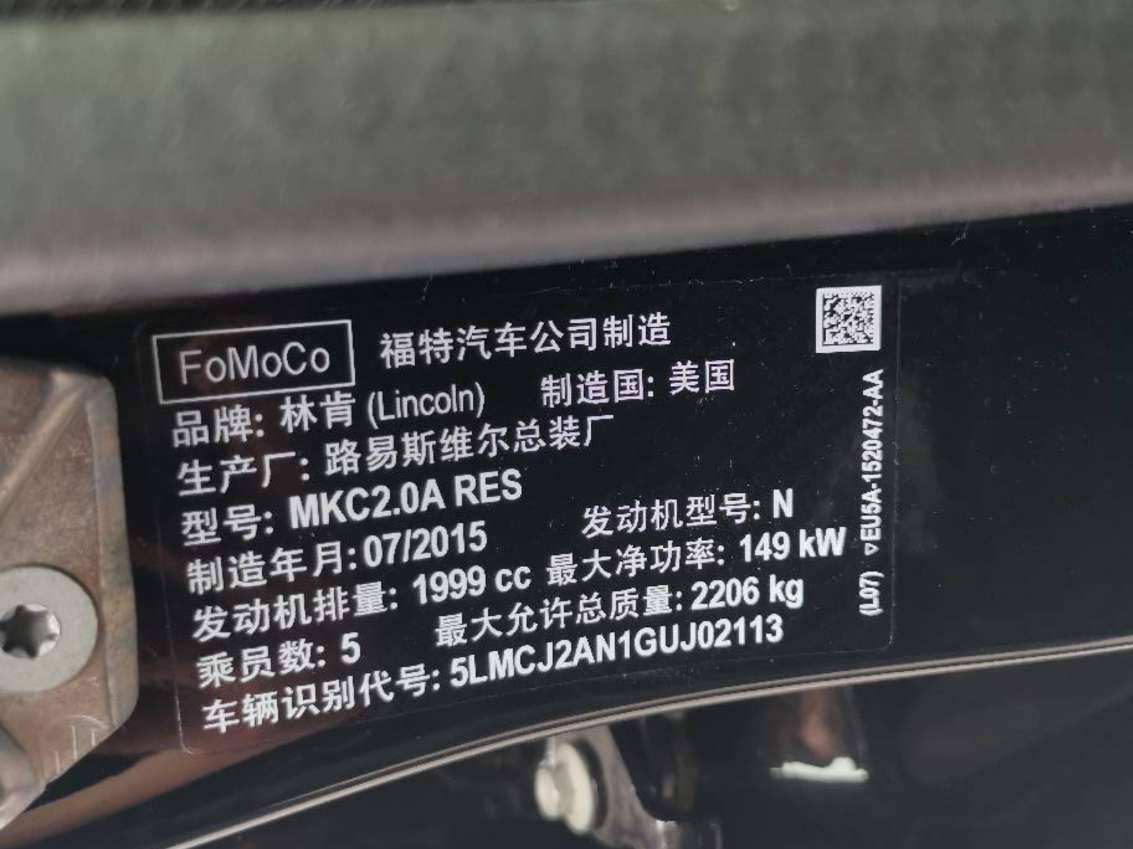 FoMoCo 福特汽车公司制造
品牌: 林肯 (Lincoln) 制造国: 美国
生产厂: 路易斯维尔总装厂
型号: MKC2.0A RES
制造年月: 07/2015 发动机型号: N
发动机排量: 1999 cc 最大净功率: 149 kW
乘员数: 5 最大允许总质量: 2206 kg
车辆识别代号: 5LMCJ2AN1GUJ02113
(L07) ▿EU5A-1520472-AA